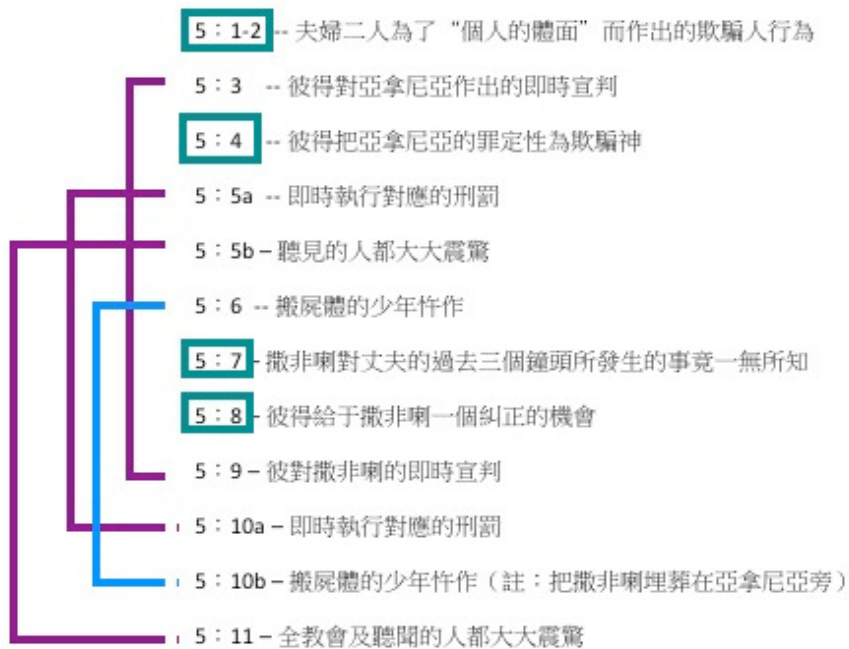 5：1-2 -- 夫婦二人為了“個人的體面”而作出的欺騙人行為
5：3 -- 彼得對亞拿尼亞作出的即時宣判
5：4 -- 彼得把亞拿尼亞的罪定性為欺騙神
5：5a -- 即時執行對應的刑罰
5：5b – 聽見的人都大大震驚
5：6 -- 搬屍體的少年忤作
5：7 - 撒非喇對丈夫的過去三個鐘頭所發生的事竟一無所知
5：8 - 彼得給于撒非喇一個糾正的機會
5：9 – 彼對撒非喇的即時宣判
5：10a – 即時執行對應的刑罰
5：10b – 搬屍體的少年忤作（註：把撒非喇埋葬在亞拿尼亞旁）
5：11 – 全教會及聽聞的人都大大震驚